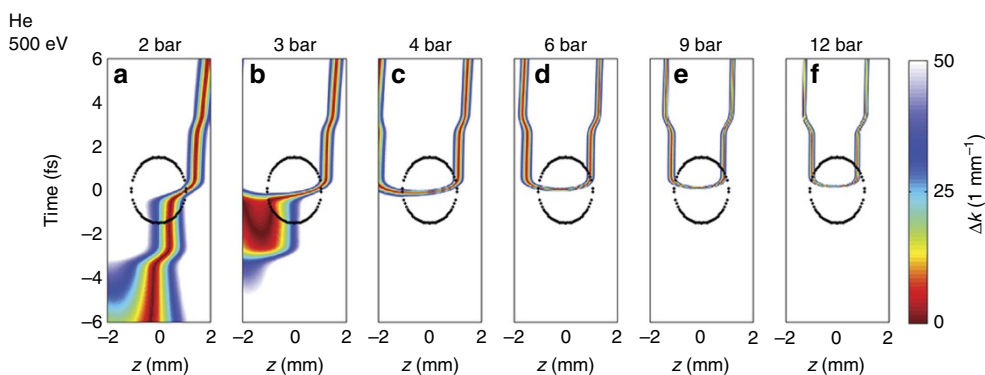 He
500 eV
2 bar
3 bar
4 bar
6 bar
9 bar
12 bar
a
b
c
d
e
f
Time (fs)
6
4
2
0
–2
–4
–6
–2 0 2
–2 0 2
–2 0 2
–2 0 2
–2 0 2
–2 0 2
z (mm)
z (mm)
z (mm)
z (mm)
z (mm)
z (mm)
50
25
0
Δk (1 mm⁻¹)